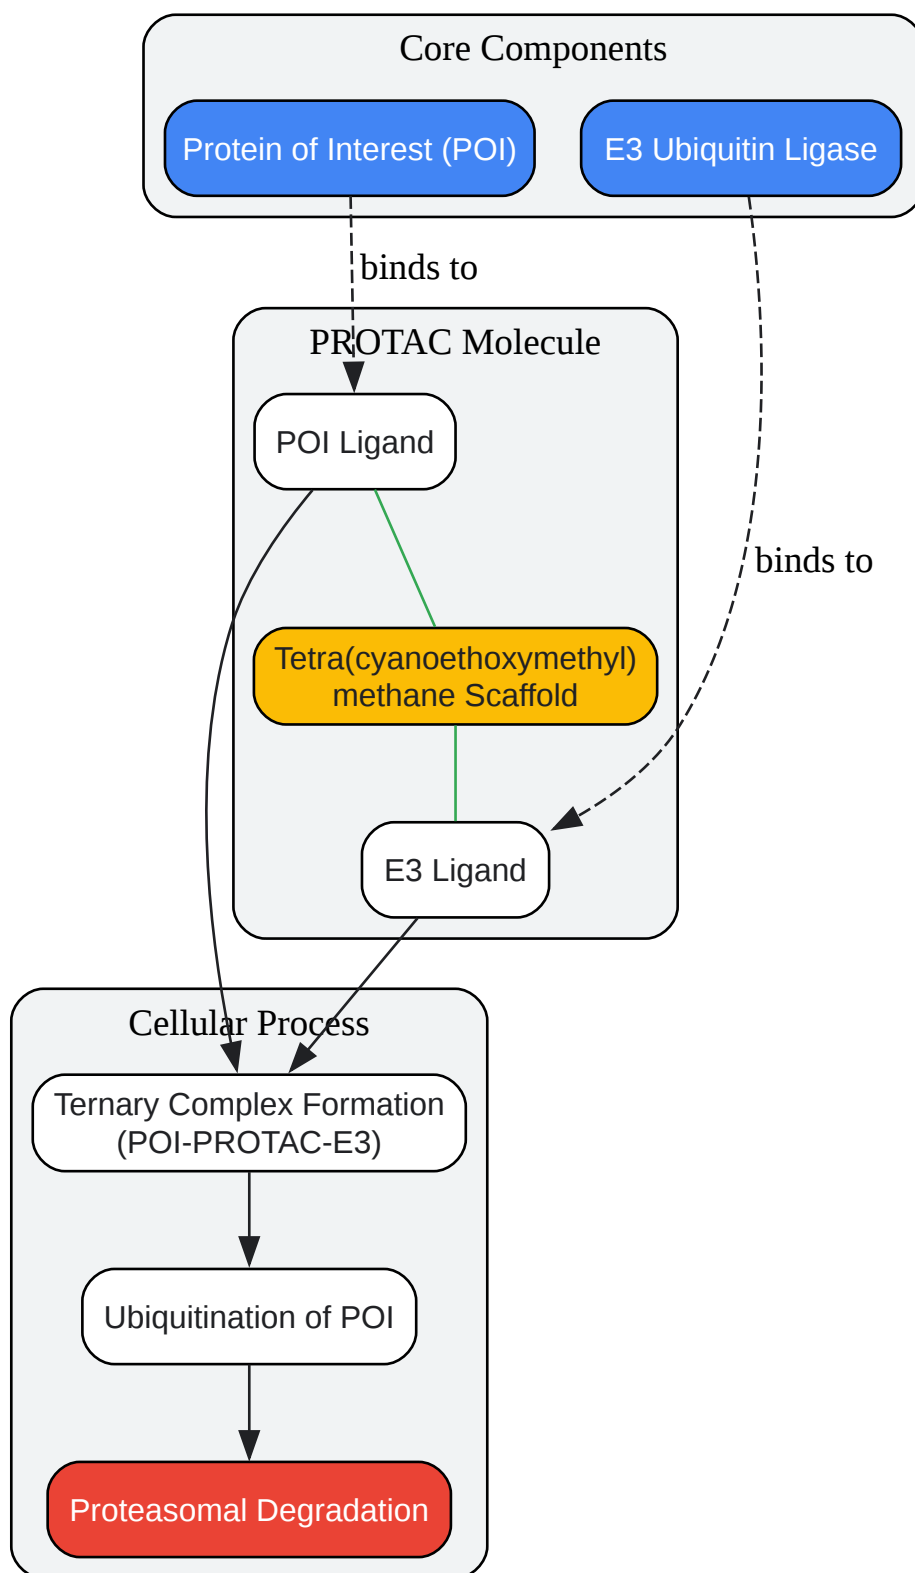 Core Components
Protein of Interest (POI)
E3 Ubiquitin Ligase
binds to
PROTAC Molecule
POI Ligand
binds to
Tetra(cyanoethoxymethyl)
methane Scaffold
E3 Ligand
Cellular Process
Ternary Complex Formation
(POI-PROTAC-E3)
Ubiquitination of POI
Proteasomal Degradation